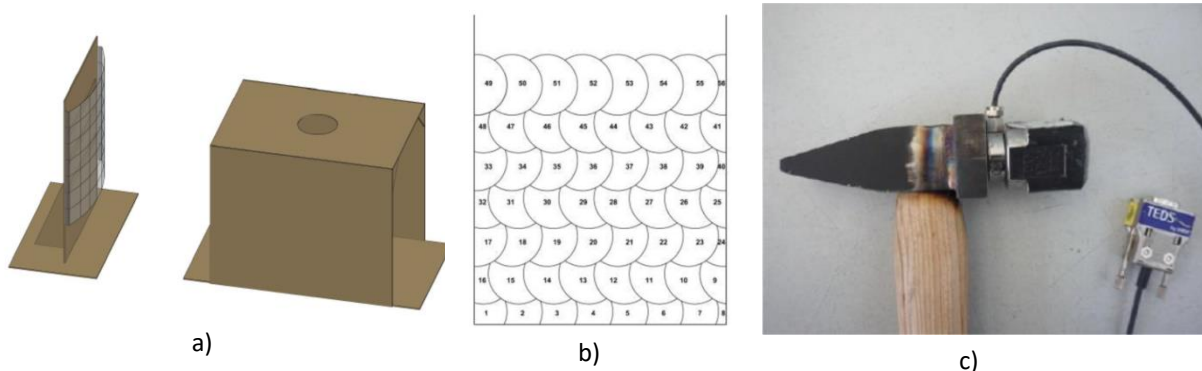 49 50 51 52 53 54 55 56
48 47 46 45 44 43 42 41
33 34 35 36 37 38 39 40
32 31 30 29 28 27 26 25
17 18 19 20 21 22 23 24
16 15 14 13 12 11 10 9
1 2 3 4 5 6 7 8
TEDS
a)
b)
c)